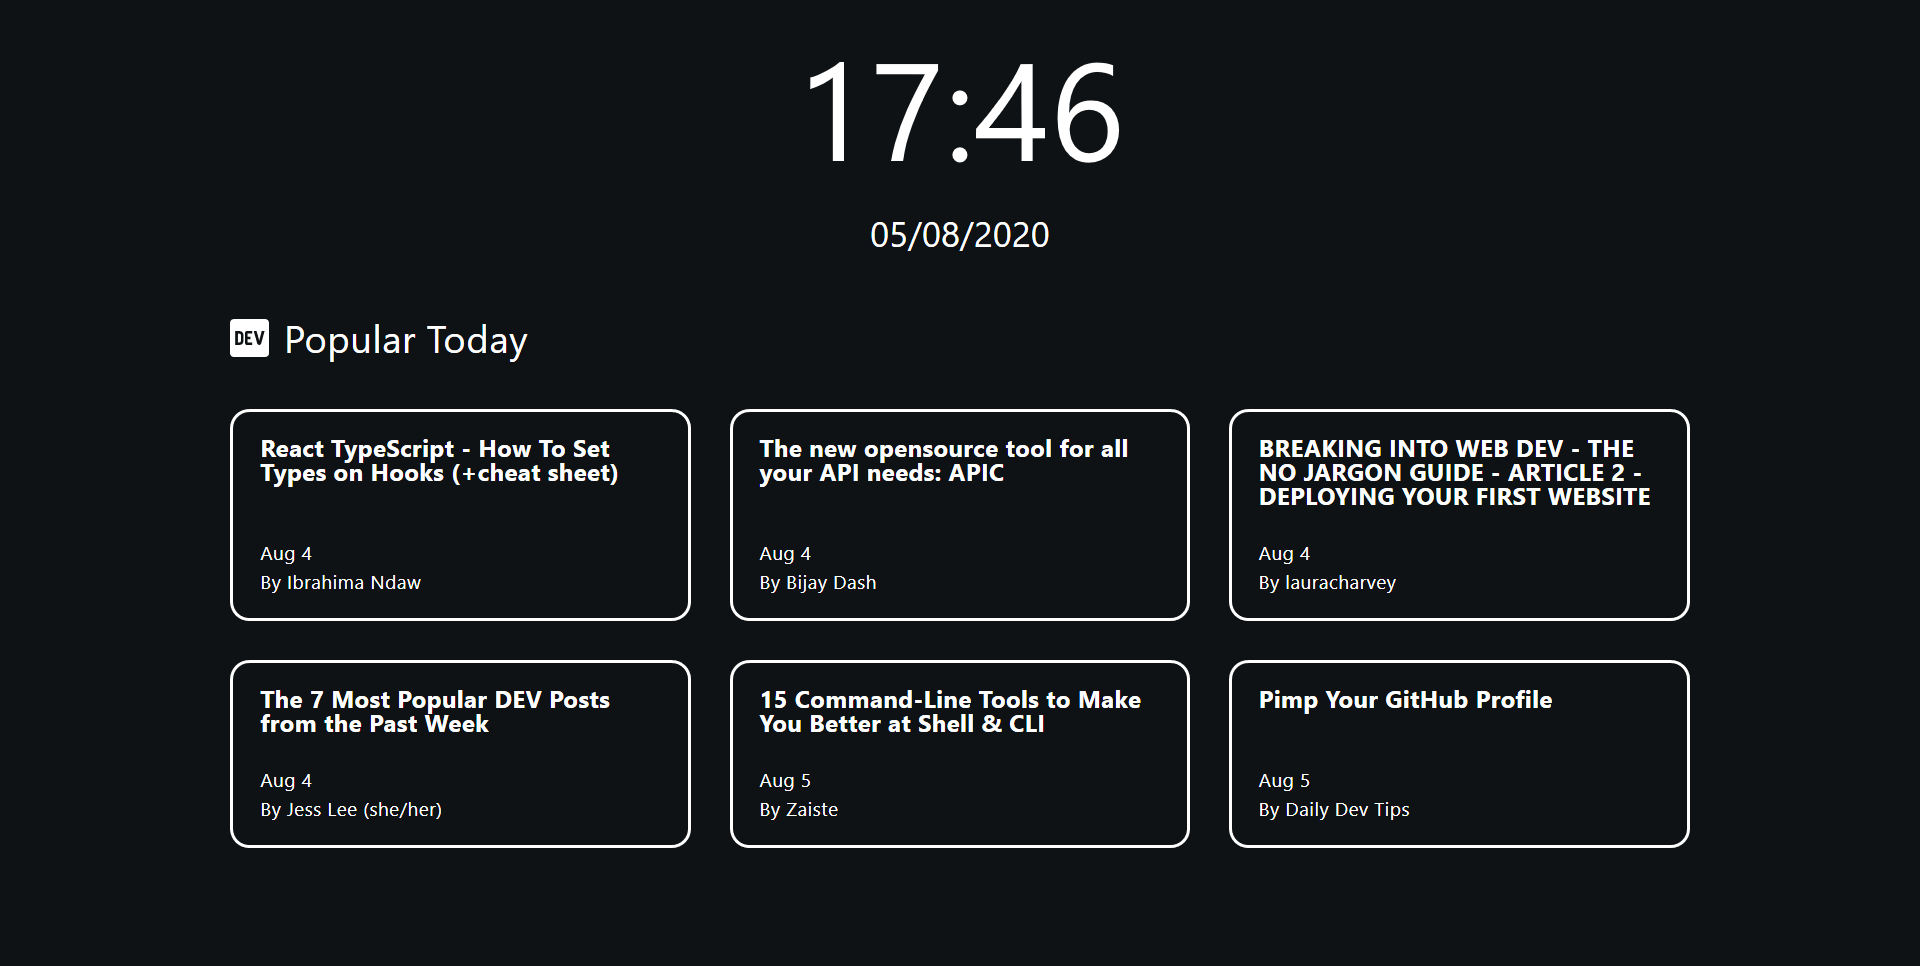 17:46
05/08/2020
DEV Popular Today
React TypeScript - How To Set
Types on Hooks (+cheat sheet)
Aug 4
By Ibrahima Ndaw
The new opensource tool for all
your API needs: APIC
Aug 4
By Bijay Dash
BREAKING INTO WEB DEV - THE
NO JARGON GUIDE - ARTICLE 2 -
DEPLOYING YOUR FIRST WEBSITE
Aug 4
By lauracharvey
The 7 Most Popular DEV Posts
from the Past Week
Aug 4
By Jess Lee (she/her)
15 Command-Line Tools to Make
You Better at Shell & CLI
Aug 5
By Zaiste
Pimp Your GitHub Profile
Aug 5
By Daily Dev Tips